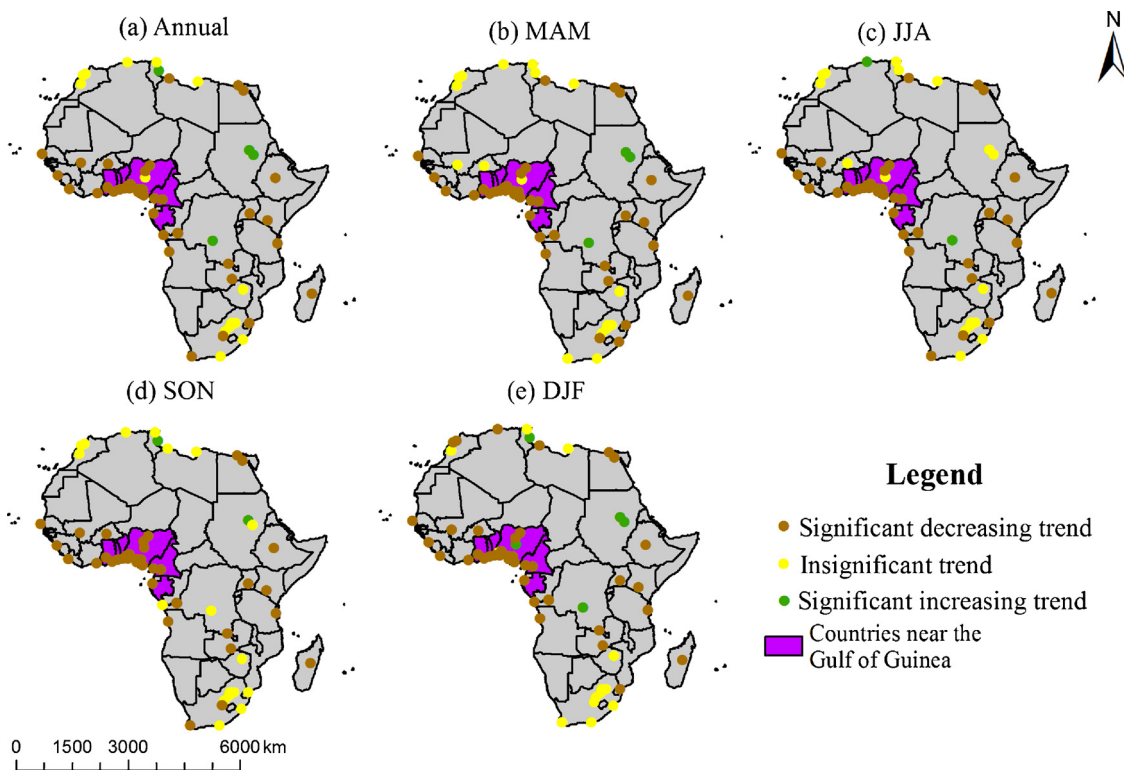 (a) Annual
(b) MAM
(c) JJA
N
(d) SON
(e) DJF
Legend
Significant decreasing trend
Insignificant trend
Significant increasing trend
Countries near the
Gulf of Guinea
0 1500 3000 6000 km